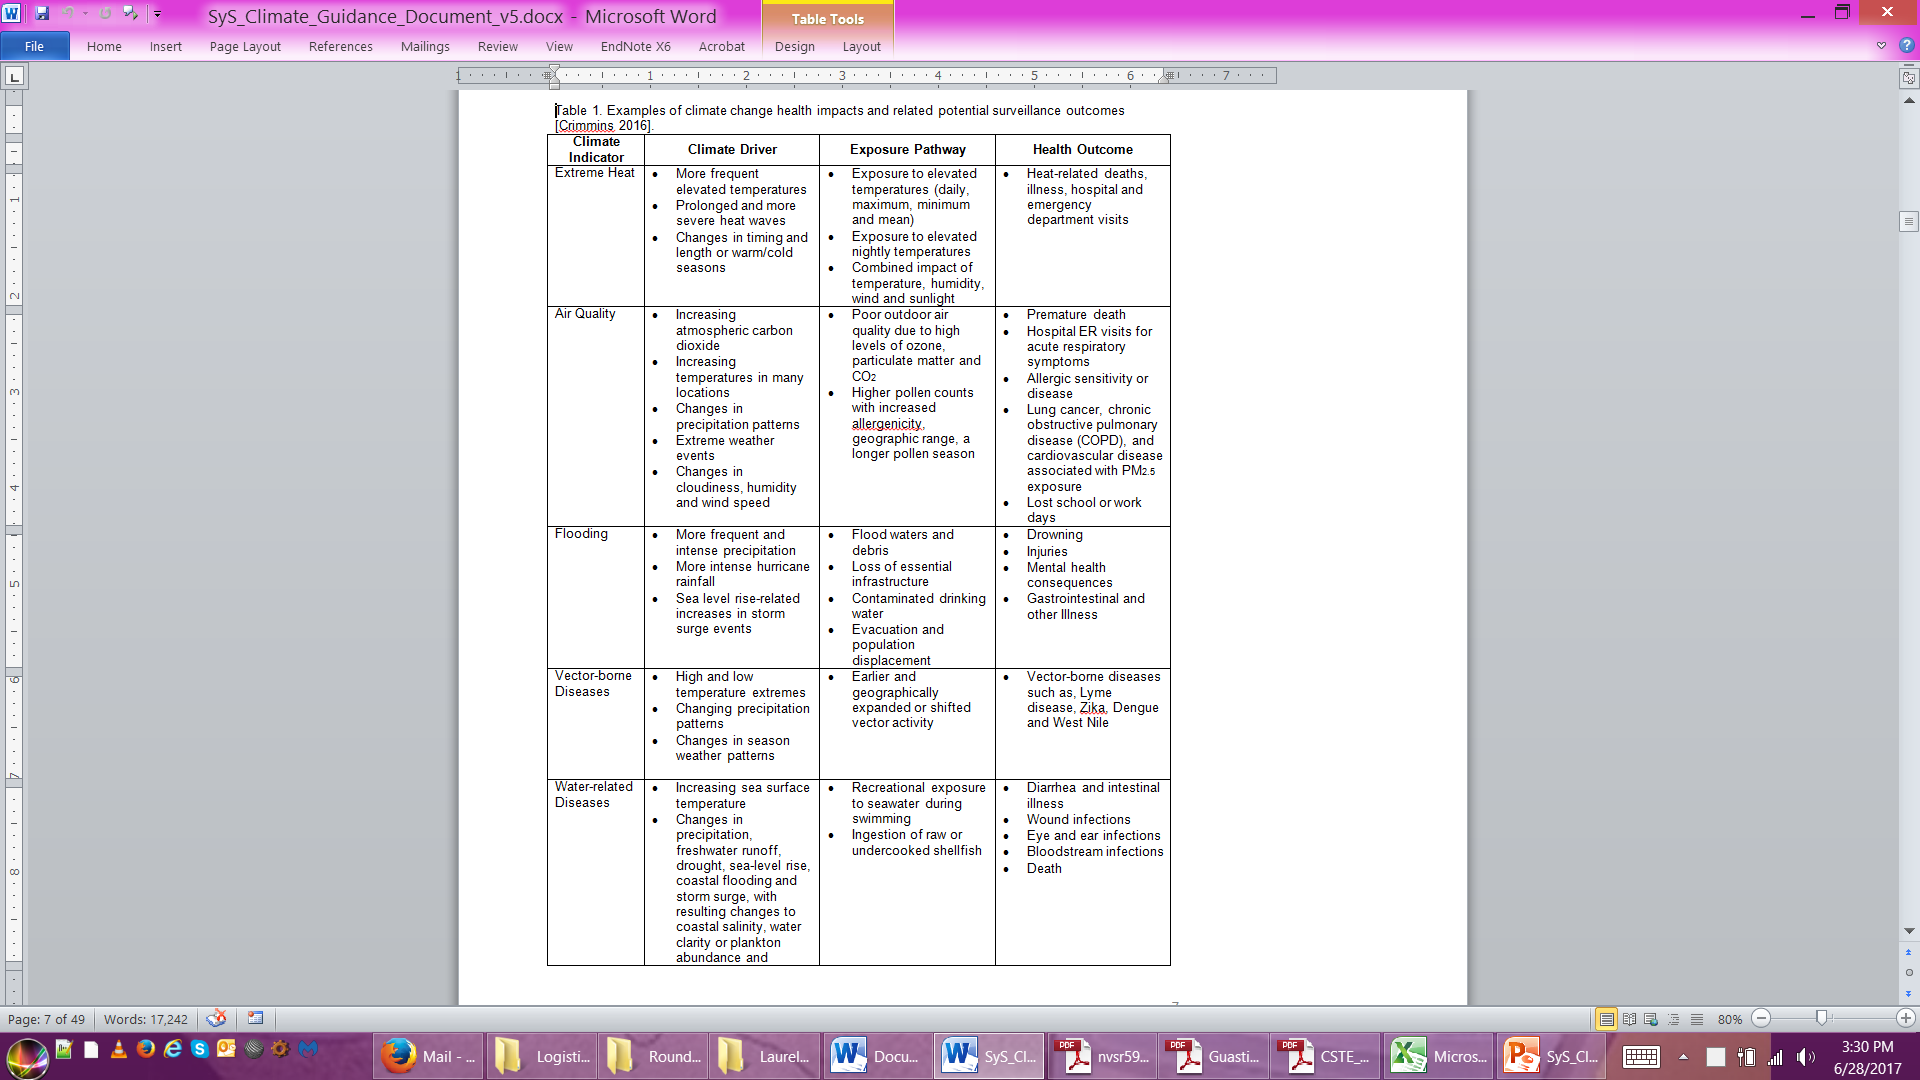 SyS_Climate_Guidance_Document_v5.docx - Microsoft Word
Table Tools
File Home Insert Page Layout References Mailings Review View EndNote X6 Acrobat Design Layout
1 1 2 3 4 5 6 7
Table 1. Examples of climate change health impacts and related potential surveillance outcomes
[Crimmins 2016].
Climate
Indicator
Climate Driver
Exposure Pathway
Health Outcome
Extreme Heat
• More frequent
elevated temperatures
• Prolonged and more
severe heat waves
• Changes in timing and
length or warm/cold
seasons
• Exposure to elevated
temperatures (daily,
maximum, minimum
and mean)
• Exposure to elevated
nightly temperatures
• Combined impact of
temperature, humidity,
wind and sunlight
• Heat-related deaths,
illness, hospital and
emergency
department visits
Air Quality
• Increasing
atmospheric carbon
dioxide
• Increasing
temperatures in many
locations
• Changes in
precipitation patterns
• Extreme weather
events
• Changes in
cloudiness, humidity
and wind speed
• Poor outdoor air
quality due to high
levels of ozone,
particulate matter and
CO2
• Higher pollen counts
with increased
allergenicity,
geographic range, a
longer pollen season
• Premature death
• Hospital ER visits for
acute respiratory
symptoms
• Allergic sensitivity or
disease
• Lung cancer, chronic
obstructive pulmonary
disease (COPD), and
cardiovascular disease
associated with PM2.5
exposure
• Lost school or work
days
Flooding
• More frequent and
intense precipitation
• More intense hurricane
rainfall
• Sea level rise-related
increases in storm
surge events
• Flood waters and
debris
• Loss of essential
infrastructure
• Contaminated drinking
water
• Evacuation and
population
displacement
• Drowning
• Injuries
• Mental health
consequences
• Gastrointestinal and
other Illness
Vector-borne
Diseases
• High and low
temperature extremes
• Changing precipitation
patterns
• Changes in season
weather patterns
• Earlier and
geographically
expanded or shifted
vector activity
• Vector-borne diseases
such as, Lyme
disease, Zika, Dengue
and West Nile
Water-related
Diseases
• Increasing sea surface
temperature
• Changes in
precipitation,
freshwater runoff,
drought, sea-level rise,
coastal flooding and
storm surge, with
resulting changes to
coastal salinity, water
clarity or plankton
abundance and
• Recreational exposure
to seawater during
swimming
• Ingestion of raw or
undercooked shellfish
• Diarrhea and intestinal
illness
• Wound infections
• Eye and ear infections
• Bloodstream infections
• Death
1
2
3
4
5
6
7
8
Page: 7 of 49 Words: 17,242 80%
Mail - ... Logisti... Round... Laurel... Docu... SyS_Cl... nvsr59... Guasti... CSTE_... Micros... SyS_Cl...
3:30 PM
6/28/2017